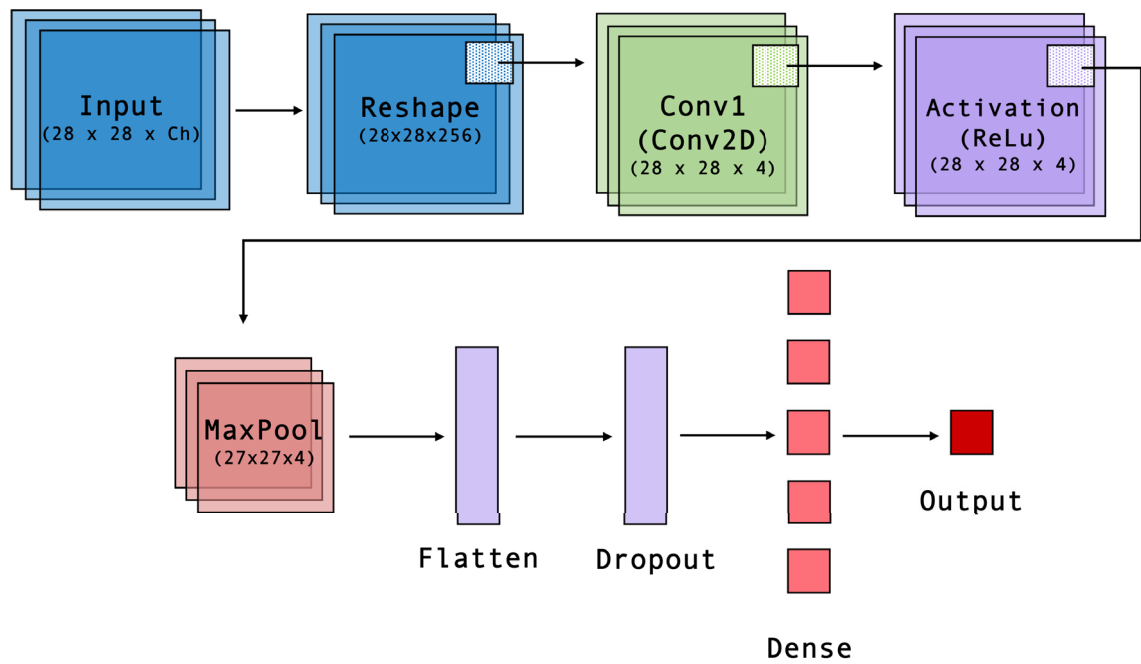 Input
(28 x 28 x Ch)
Reshape
(28x28x256)
Conv1
(Conv2D)
(28 x 28 x 4)
Activation
(ReLu)
(28 x 28 x 4)
MaxPool
(27x27x4)
Flatten
Dropout
Dense
Output